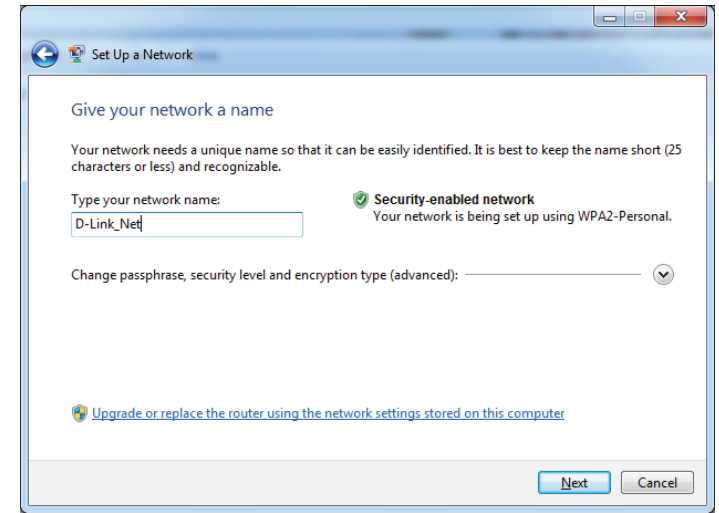 Set Up a Network
Give your network a name
Your network needs a unique name so that it can be easily identified. It is best to keep the name short (25
characters or less) and recognizable.
Type your network name:
D-Link_Net
Security-enabled network
Your network is being set up using WPA2-Personal.
Change passphrase, security level and encryption type (advanced):
Upgrade or replace the router using the network settings stored on this computer
Next
Cancel